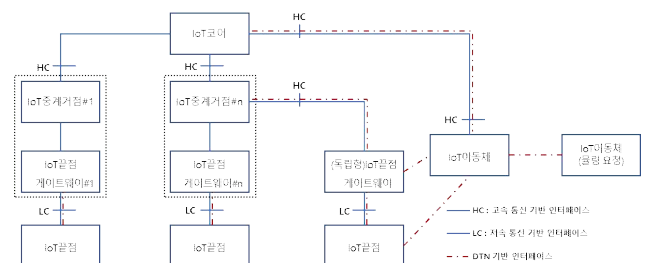 HC
IoT코어
HC
HC
HC
IoT중계거점#1
IoT중계거점#n
HC
IoT끝점
게이트웨이#1
IoT끝점
게이트웨이#n
(독립형)IoT끝점
게이트웨이
IoT이동체
IoT이동체
(풀링 요청)
LC
LC
LC
HC : 고속 통신 기반 인터페이스
LC : 저속 통신 기반 인터페이스
DTN 기반 인터페이스
IoT끝점
IoT끝점
IoT끝점